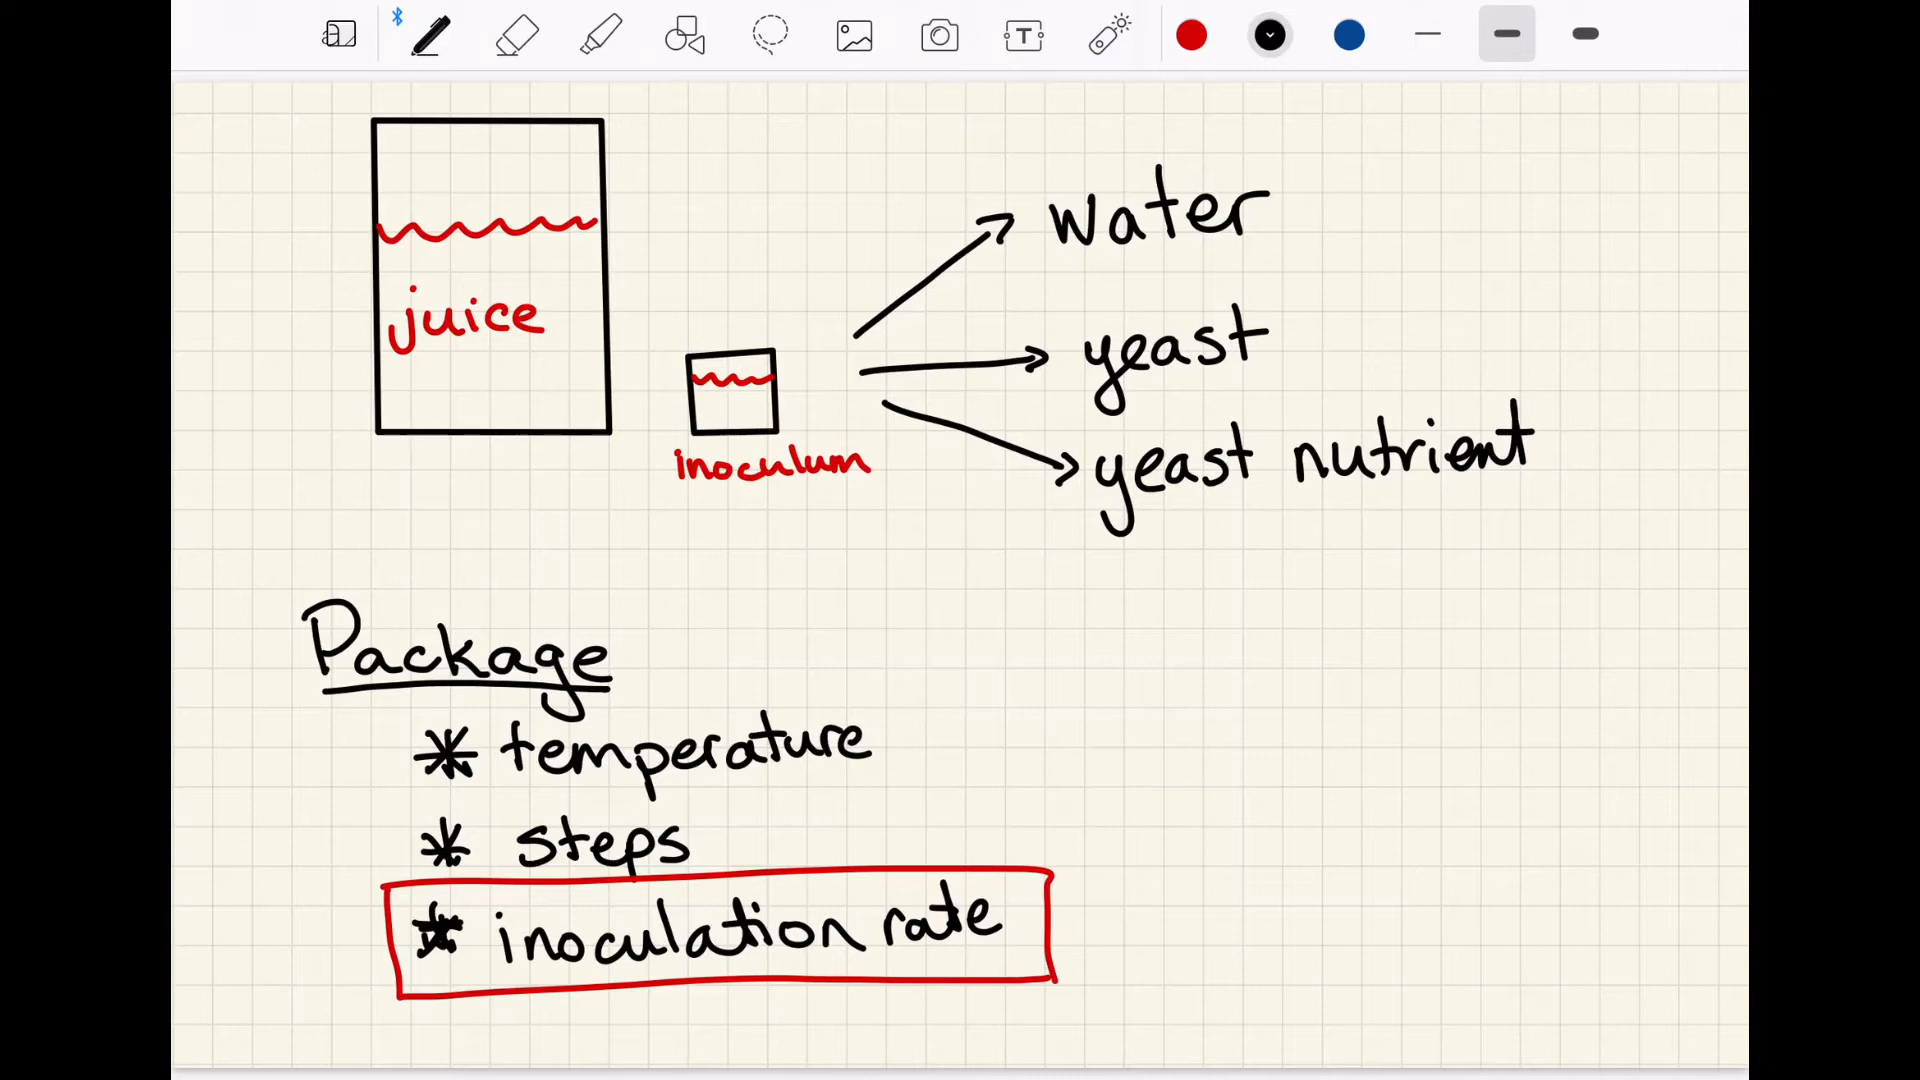 water
juice
yeast
inoculum
yeast nutrient
Package
* temperature
* steps
* inoculation rate